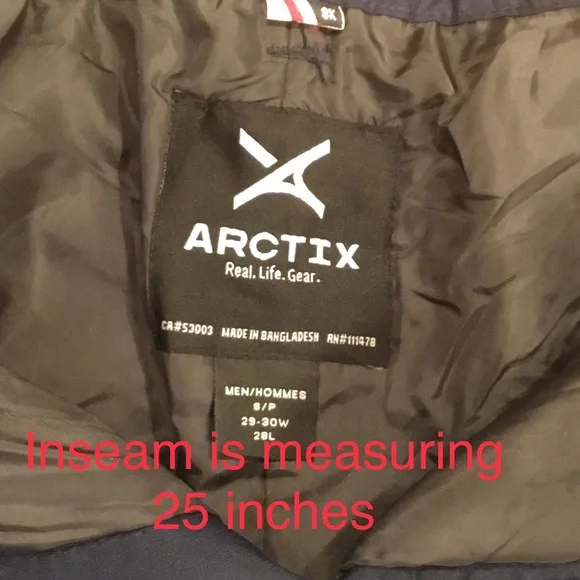 3K
ARCTIX
Real. Life. Gear.
CA#53003 MADE IN BANGLADESH RN#111478
MEN/HOMMES
S/P
29-30W
28L
Inseam is measuring
25 inches